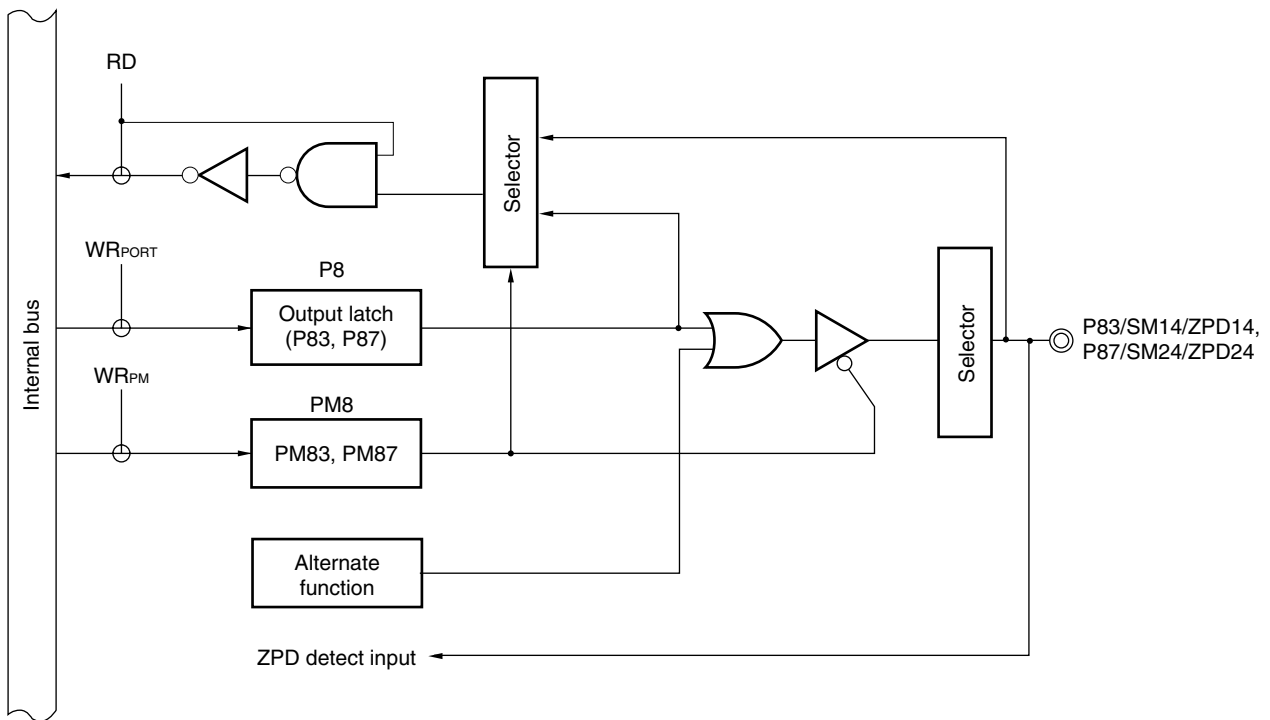 RD
Selector
WRPORT
P8
Output latch
(P83, P87)
Internal bus
WRPM
PM8
PM83, PM87
Selector
P83/SM14/ZPD14,
P87/SM24/ZPD24
Alternate
function
ZPD detect input